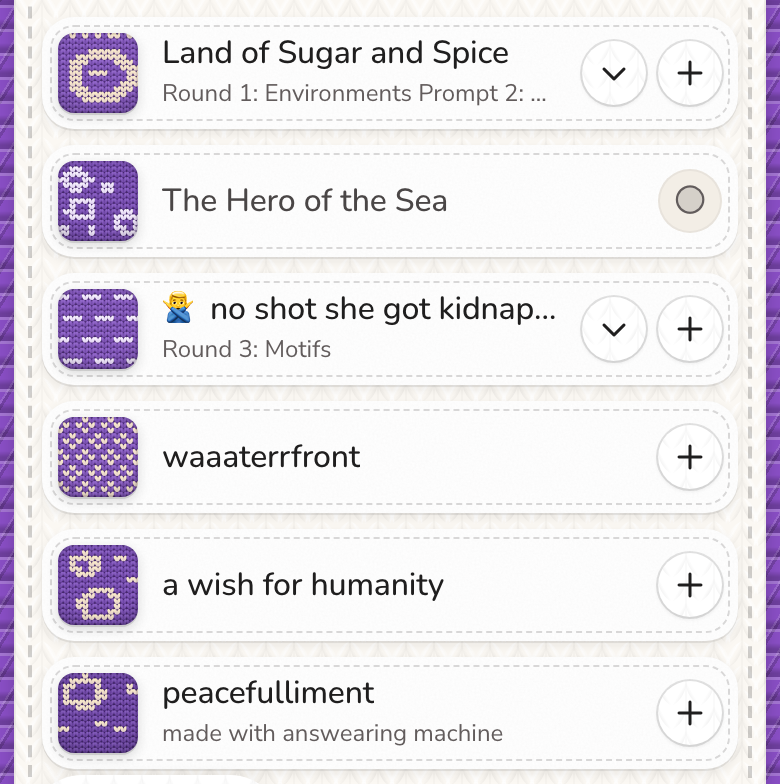 Land of Sugar and Spice
Round 1: Environments Prompt 2: ...
The Hero of the Sea
🙅‍♂️ no shot she got kidnap...
Round 3: Motifs
waaaterrfront
a wish for humanity
peacefulliment
made with answearing machine